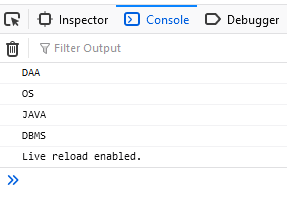 Inspector Console Debugger
Filter Output
DAA
OS
JAVA
DBMS
Live reload enabled.
»